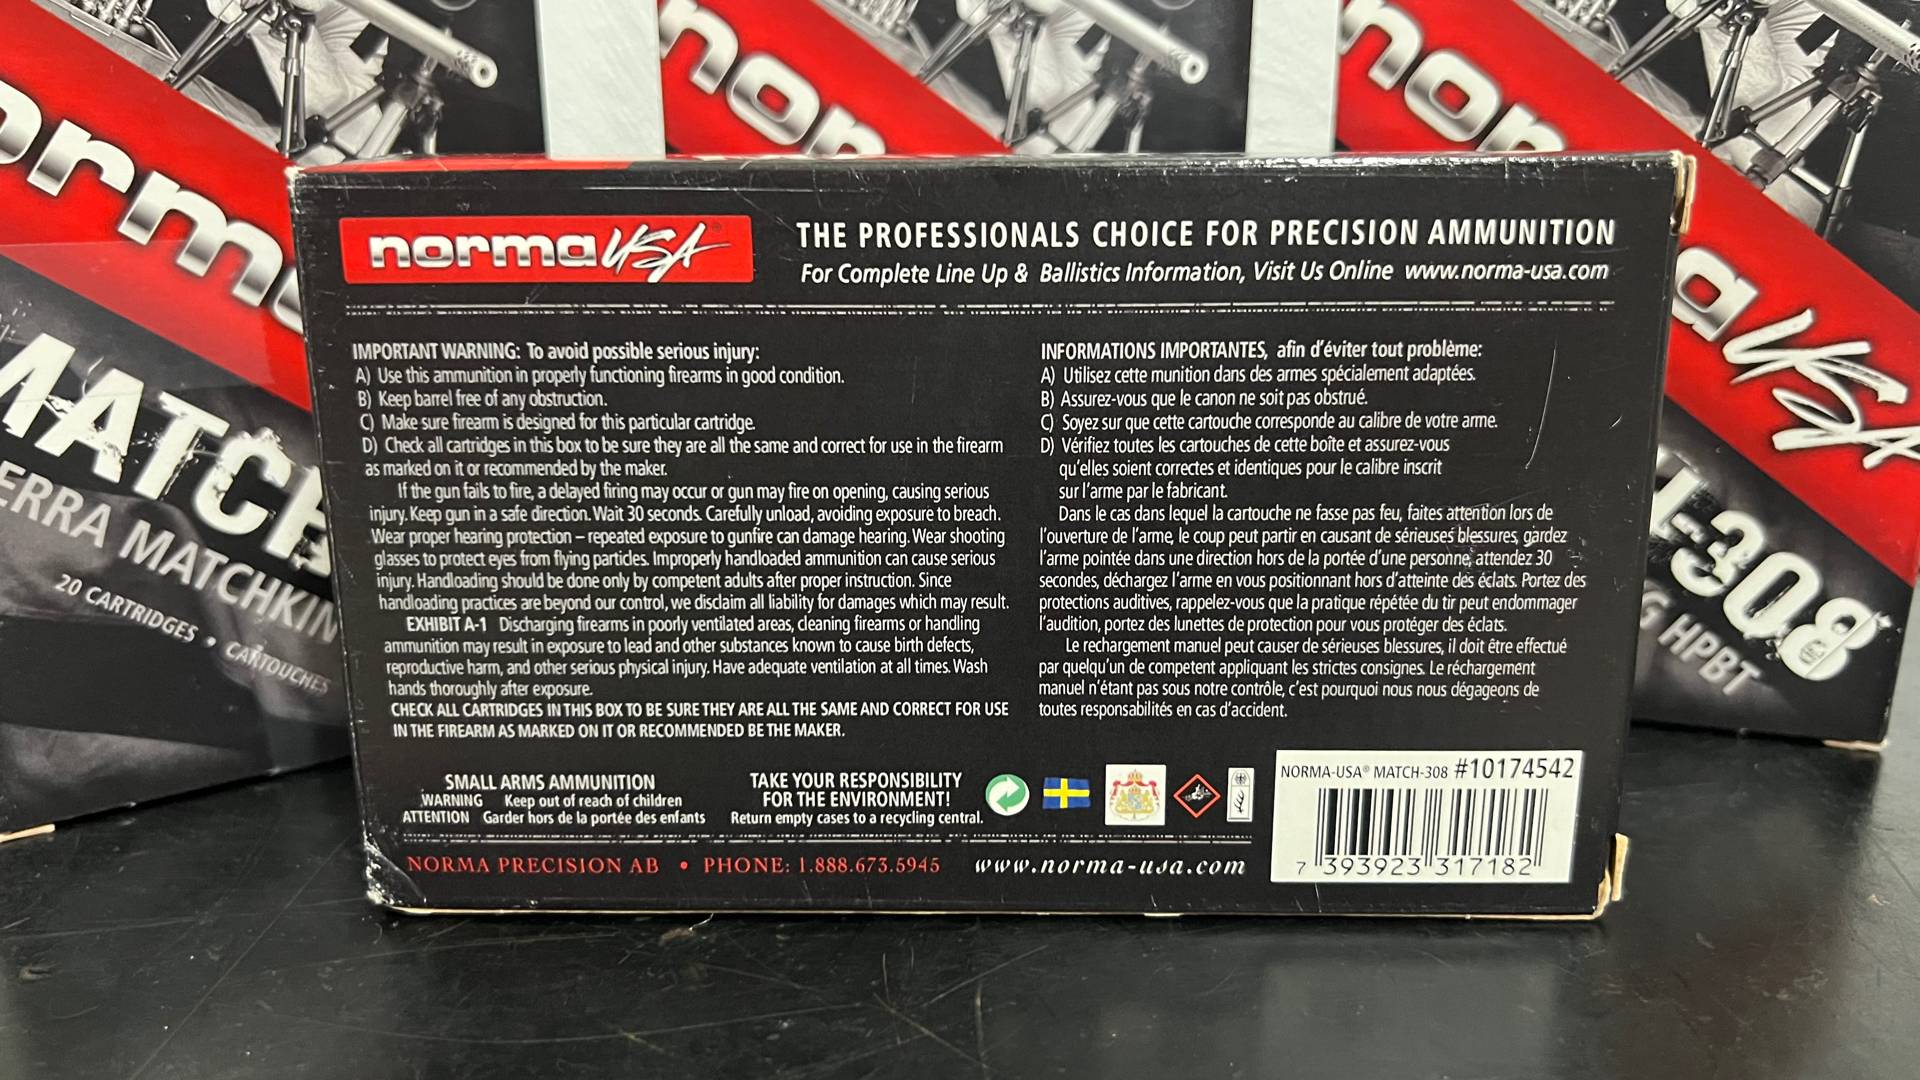 norma
nor
nor
norma USA
THE PROFESSIONALS CHOICE FOR PRECISION AMMUNITION
For Complete Line Up & Ballistics Information, Visit Us Online www.norma-usa.com
a USA
IMPORTANT WARNING: To avoid possible serious injury:
A) Use this ammunition in properly functioning firearms in good condition.
B) Keep barrel free of any obstruction.
C) Make sure firearm is designed for this particular cartridge.
D) Check all cartridges in this box to be sure they are all the same and correct for use in the firearm
as marked on it or recommended by the maker.
If the gun fails to fire, a delayed firing may occur or gun may fire on opening, causing serious
injury. Keep gun in a safe direction. Wait 30 seconds. Carefully unload, avoiding exposure to breach.
Wear proper hearing protection – repeated exposure to gunfire can damage hearing. Wear shooting
glasses to protect eyes from flying particles. Improperly handloaded ammunition can cause serious
injury. Handloading should be done only by competent adults after proper instruction. Since
handloading practices are beyond our control, we disclaim all liability for damages which may result.
EXHIBIT A-1 Discharging firearms in poorly ventilated areas, cleaning firearms or handling
ammunition may result in exposure to lead and other substances known to cause birth defects,
reproductive harm, and other serious physical injury. Have adequate ventilation at all times. Wash
hands thoroughly after exposure.
CHECK ALL CARTRIDGES IN THIS BOX TO BE SURE THEY ARE ALL THE SAME AND CORRECT FOR USE
IN THE FIREARM AS MARKED ON IT OR RECOMMENDED BE THE MAKER.
INFORMATIONS IMPORTANTES, afin d'éviter tout problème:
A) Utilisez cette munition dans des armes spécialement adaptées.
B) Assurez-vous que le canon ne soit pas obstrué.
C) Soyez sur que cette cartouche corresponde au calibre de votre arme.
D) Vérifiez toutes les cartouches de cette boîte et assurez-vous
qu'elles soient correctes et identiques pour le calibre inscrit
sur l'arme par le fabricant.
Dans le cas dans lequel la cartouche ne fasse pas feu, faites attention lors de
l'ouverture de l'arme, le coup peut partir en causant de sérieuses blessures, gardez
l'arme pointée dans une direction hors de la portée d'une personne, attendez 30
secondes, déchargez l'arme en vous positionnant hors d'atteinte des éclats. Portez des
protections auditives, rappelez-vous que la pratique répétée du tir peut endommager
l'audition, portez des lunettes de protection pour vous protéger des éclats.
Le rechargement manuel peut causer de sérieuse blessures, il doit être effectué
par quelqu'un de competent appliquant les strictes consignes. Le réchargement
manuel n'étant pas sous notre contrôle, c'est pourquoi nous nous dégageons de
toutes responsabilités en cas d'accident.
MATCH
ERRA MATCHKIN
20 CARTRIDGES • CARTOUCHES
H-308
G HPBT
SMALL ARMS AMMUNITION
WARNING Keep out of reach of children
ATTENTION Garder hors de la portée des enfants
TAKE YOUR RESPONSIBILITY
FOR THE ENVIRONMENT!
Return empty cases to a recycling central.
NORMA-USA® MATCH-308 #10174542
7 393923 317182
NORMA PRECISION AB • PHONE: 1.888.673.5945 www.norma-usa.com